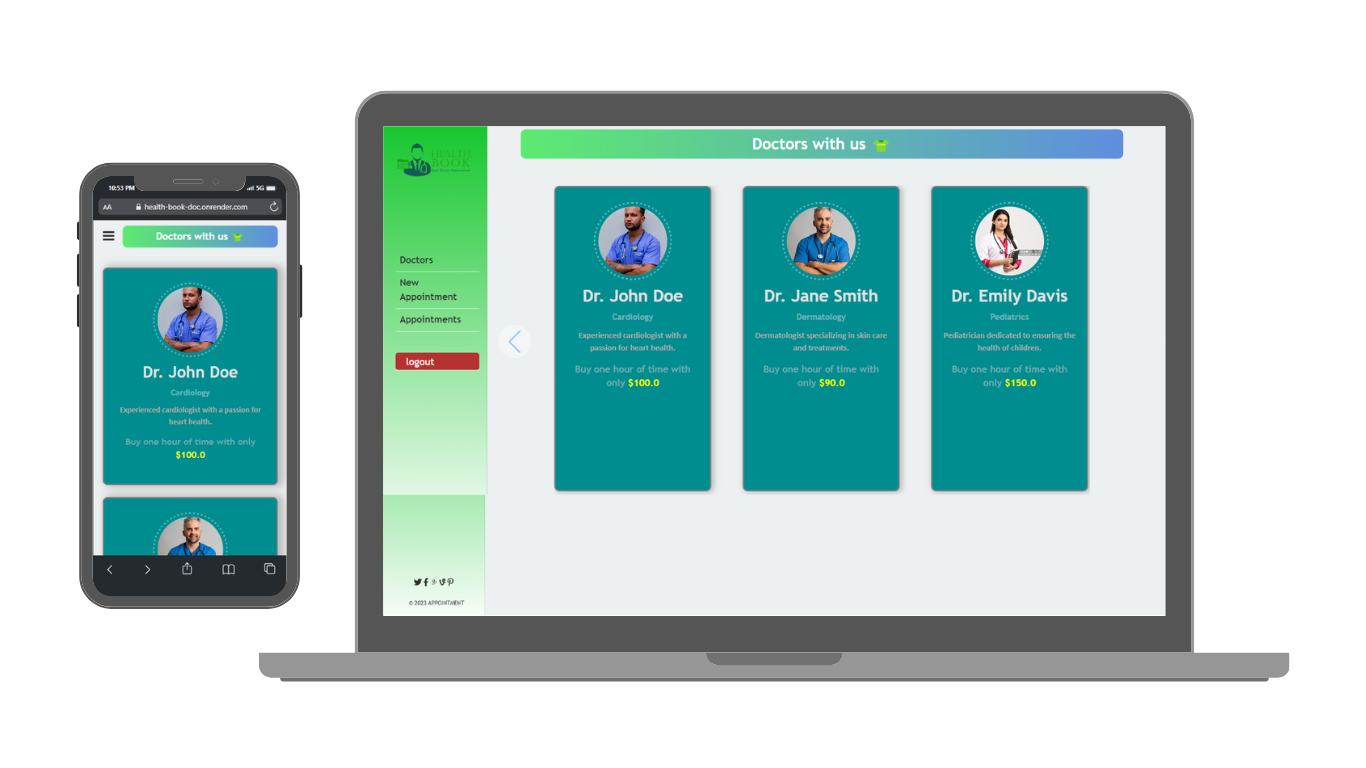 10:53 PM
5G
AA
health-book-doc.onrender.com
Doctors with us
Dr. John Doe
Cardiology
Experienced cardiologist with a passion for
heart health.
Buy one hour of time with only
$100.0
HEALTH
BOOK
Doctors
New
Appointment
Appointments
logout
© 2023 APPOINTMENT
Doctors with us
Dr. John Doe
Cardiology
Experienced cardiologist with a
passion for heart health.
Buy one hour of time with
only $100.0
Dr. Jane Smith
Dermatology
Dermatologist specializing in skin care
and treatments.
Buy one hour of time with
only $90.0
Dr. Emily Davis
Pediatrics
Pediatrician dedicated to ensuring the
health of children.
Buy one hour of time with
only $150.0